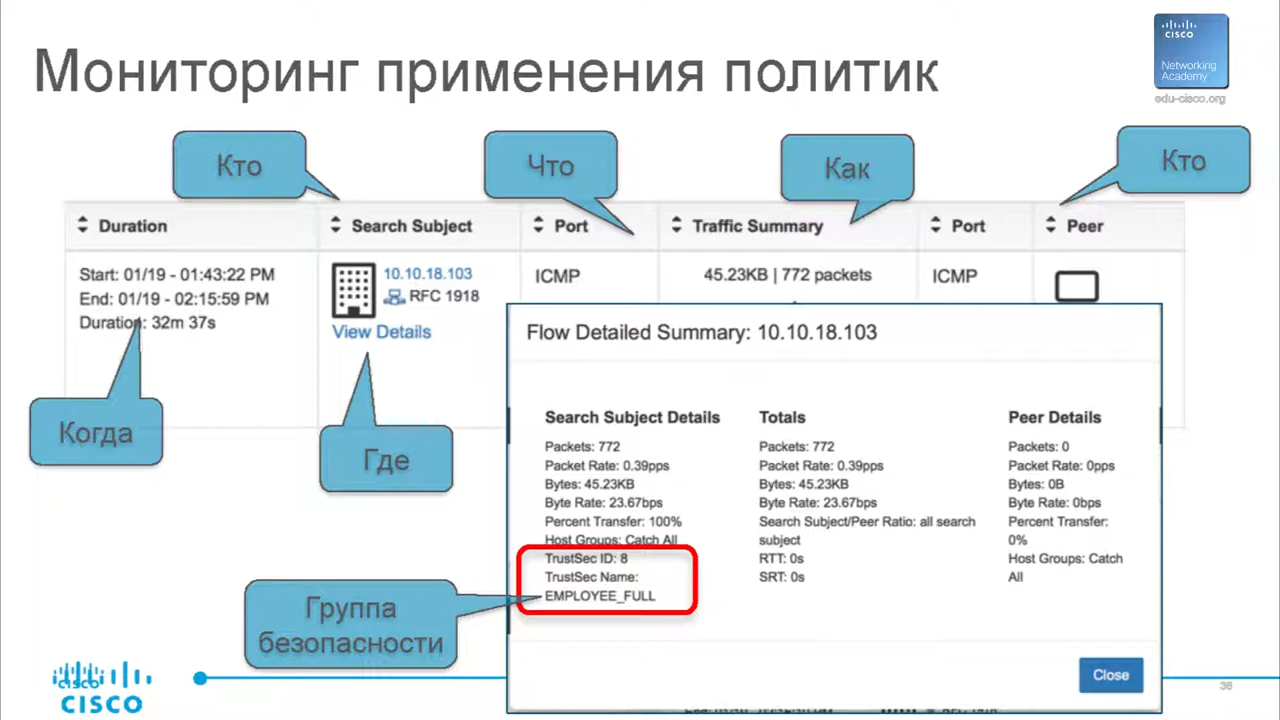 Мониторинг применения политик
CISCO
Networking
Academy
edu-cisco.org
Кто
Что
Как
Кто
Duration
Search Subject
Port
Traffic Summary
Port
Peer
Start: 01/19 - 01:43:22 PM
End: 01/19 - 02:15:59 PM
Duration: 32m 37s
10.10.18.103
RFC 1918
View Details
ICMP
45.23KB | 772 packets
ICMP
Когда
Где
Flow Detailed Summary: 10.10.18.103
Search Subject Details
Packets: 772
Packet Rate: 0.39pps
Bytes: 45.23KB
Byte Rate: 23.67bps
Percent Transfer: 100%
Host Groups: Catch All
TrustSec ID: 8
TrustSec Name:
EMPLOYEE_FULL
Totals
Packets: 772
Packet Rate: 0.39pps
Bytes: 45.23KB
Byte Rate: 23.67bps
Search Subject/Peer Ratio: all search
subject
RTT: 0s
SRT: 0s
Peer Details
Packets: 0
Packet Rate: 0pps
Bytes: 0B
Byte Rate: 0bps
Percent Transfer:
0%
Host Groups: Catch
All
Группа
безопасности
Close
CISCO
CISCO
36